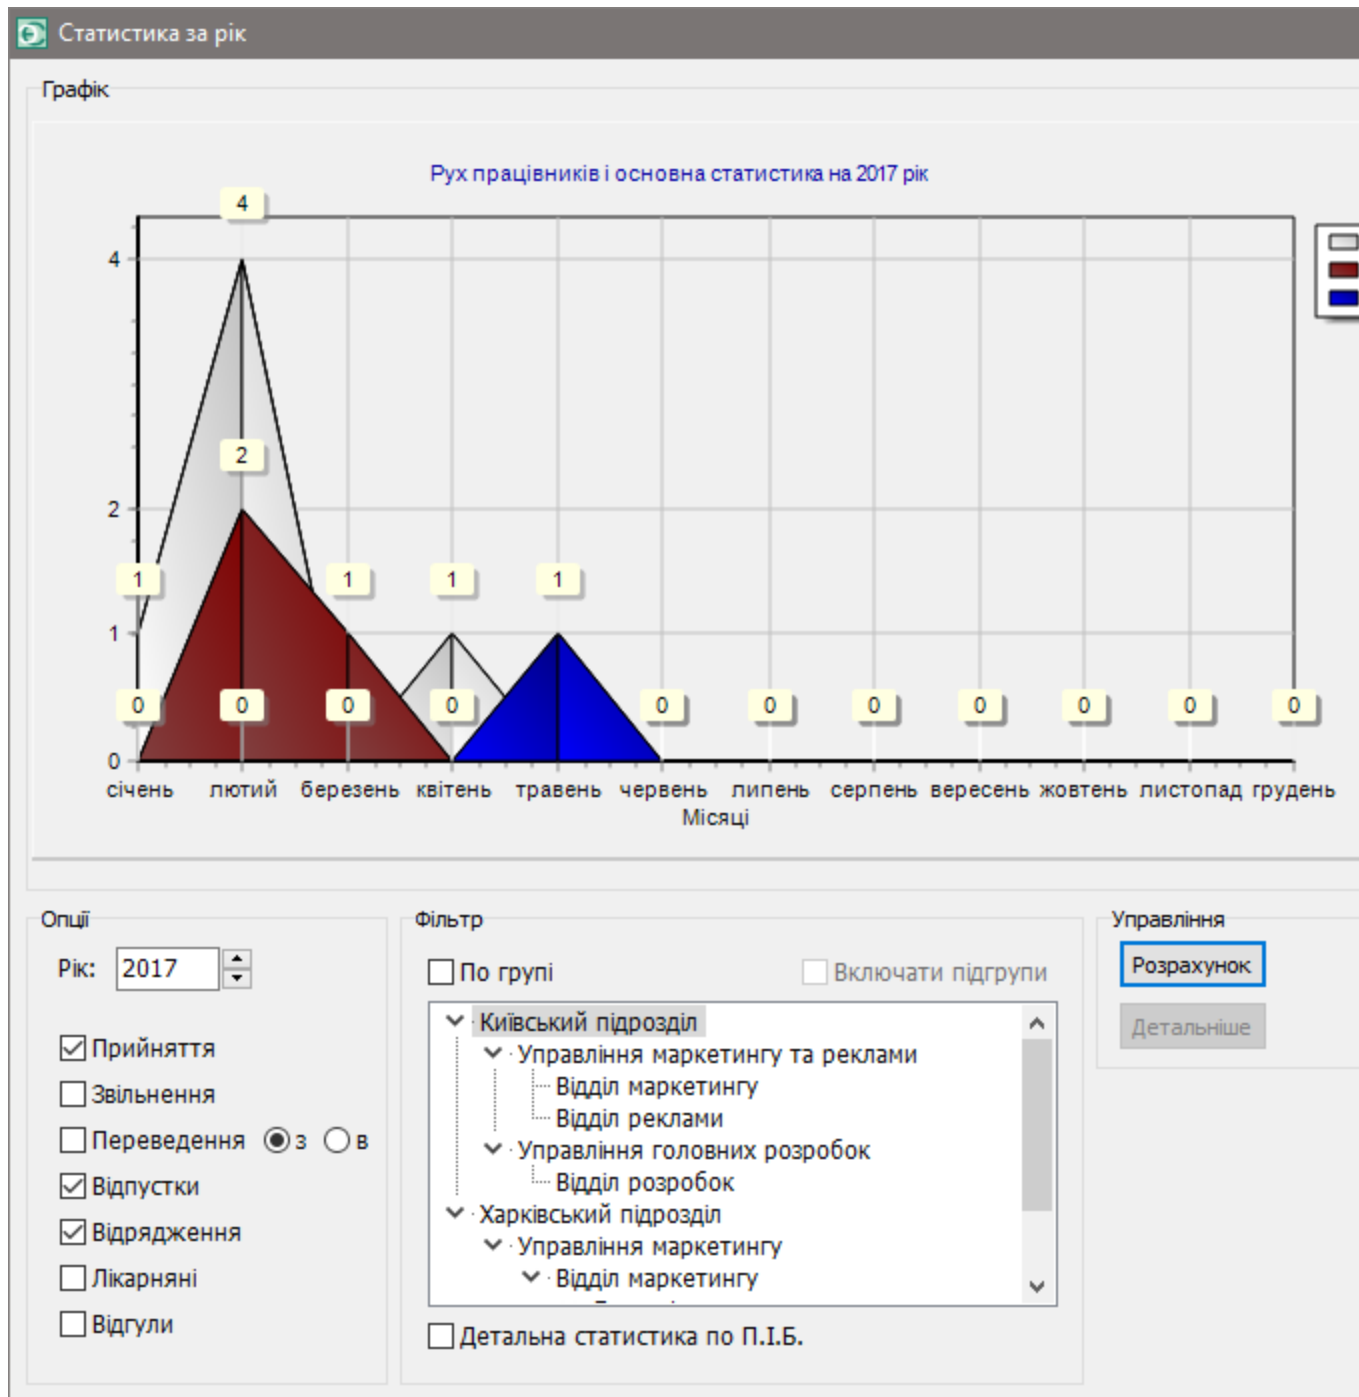 Статистика за рік
Графік
Рух працівників і основна статистика на 2017 рік
4
4
2
2
1 1 1 1
1
0 0 0 0 0 0 0 0 0 0 0
0
січень лютий березень квітень травень червень липень серпень вересень жовтень листопад грудень
Місяці
Опції
Рік: 2017
Прийняття
Звільнення
Переведення з в
Відпустки
Відрядження
Лікарняні
Відгули
Фільтр
По групі Включати підгрупи
Київський підрозділ
Управління маркетингу та реклами
Відділ маркетингу
Відділ реклами
Управління головних розробок
Відділ розробок
Харківський підрозділ
Управління маркетингу
Відділ маркетингу
Детальна статистика по П.І.Б.
Управління
Розрахунок
Детальніше